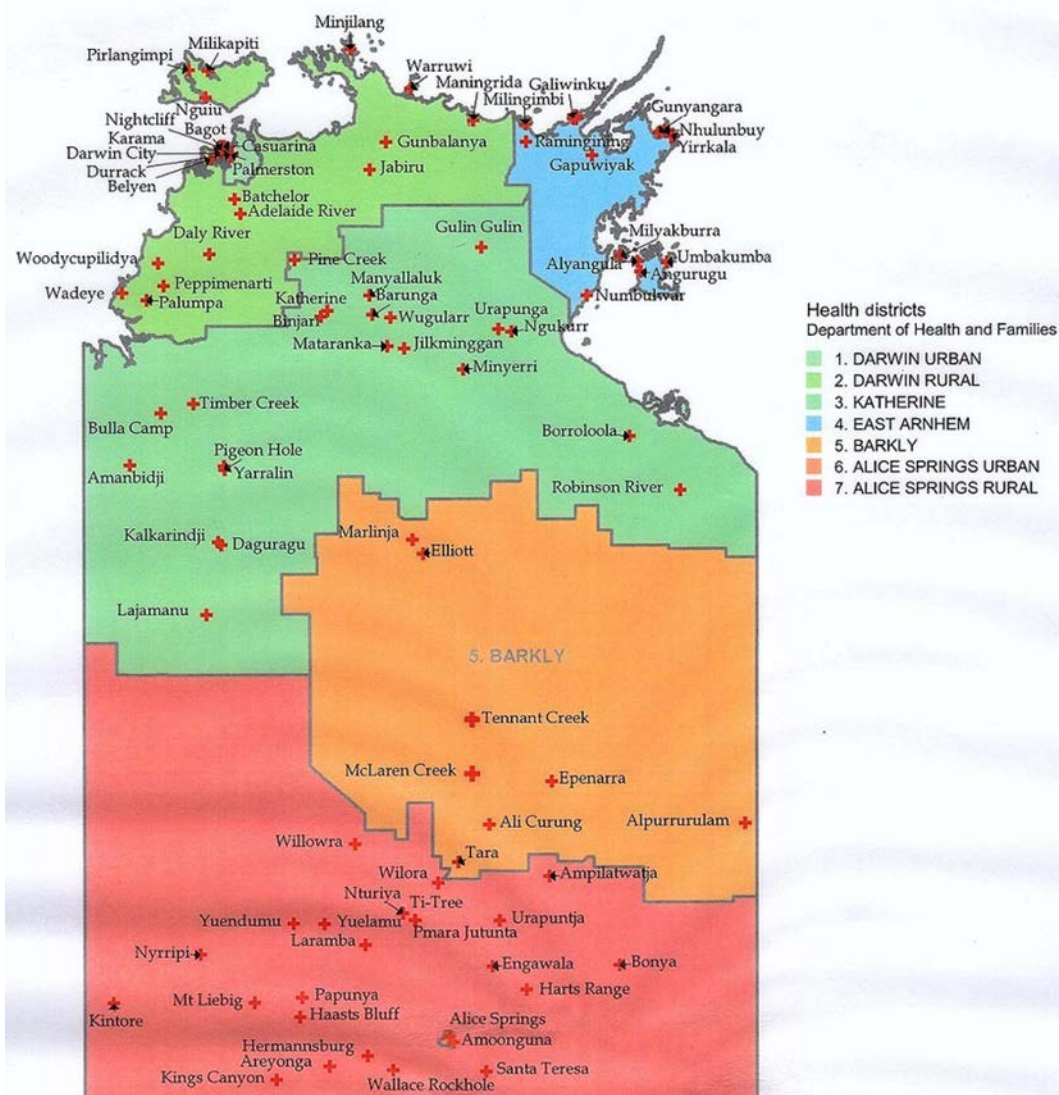 Minjilang
Pirlangimpi
Milikapiti
Warruwi
Maningrida
Galiwinku
Milingimbi
Nguiu
Gunyangara
Nightcliff
Bagot
Nhulunbuy
Karama
Casuarina
Gunbalanya
Ramingining
Yirrkala
Darwin City
Durrack
Palmerston
Jabiru
Gapuwiyak
Belyen
Batchelor
Adelaide River
Daly River
Gulin Gulin
Milyakburra
Woodycupilidya
Pine Creek
Alyangula
Umbakumba
Angurugu
Manyallaluk
Peppimenarti
Wadeye
Palumpa
Katherine
Barunga
Numbulwar
Binjari
Wugularr
Urapunga
Ngukurr
Mataranka
Jilkminggan
Minyerri
Timber Creek
Bulla Camp
Borroloola
Pigeon Hole
Amanbidji
Yarralin
Robinson River
Marlinja
Kalkarindji
Daguragu
Elliott
Lajamanu
5. BARKLY
Tennant Creek
McLaren Creek
Epenarra
Ali Curung
Alpurrurulam
Willowra
Tara
Wilora
Ampilatwatja
Nturiya
Ti-Tree
Yuendumu
Yuelamu
Urapuntja
Pmara Jutunta
Laramba
Nyrripi
Engawala
Bonya
Harts Range
Mt Liebig
Papunya
Kintore
Haasts Bluff
Alice Springs
Amoonguna
Hermannsburg
Areyonga
Kings Canyon
Wallace Rockhole
Santa Teresa
Health districts
Department of Health and Families
1. DARWIN URBAN
2. DARWIN RURAL
3. KATHERINE
4. EAST ARNHEM
5. BARKLY
6. ALICE SPRINGS URBAN
7. ALICE SPRINGS RURAL